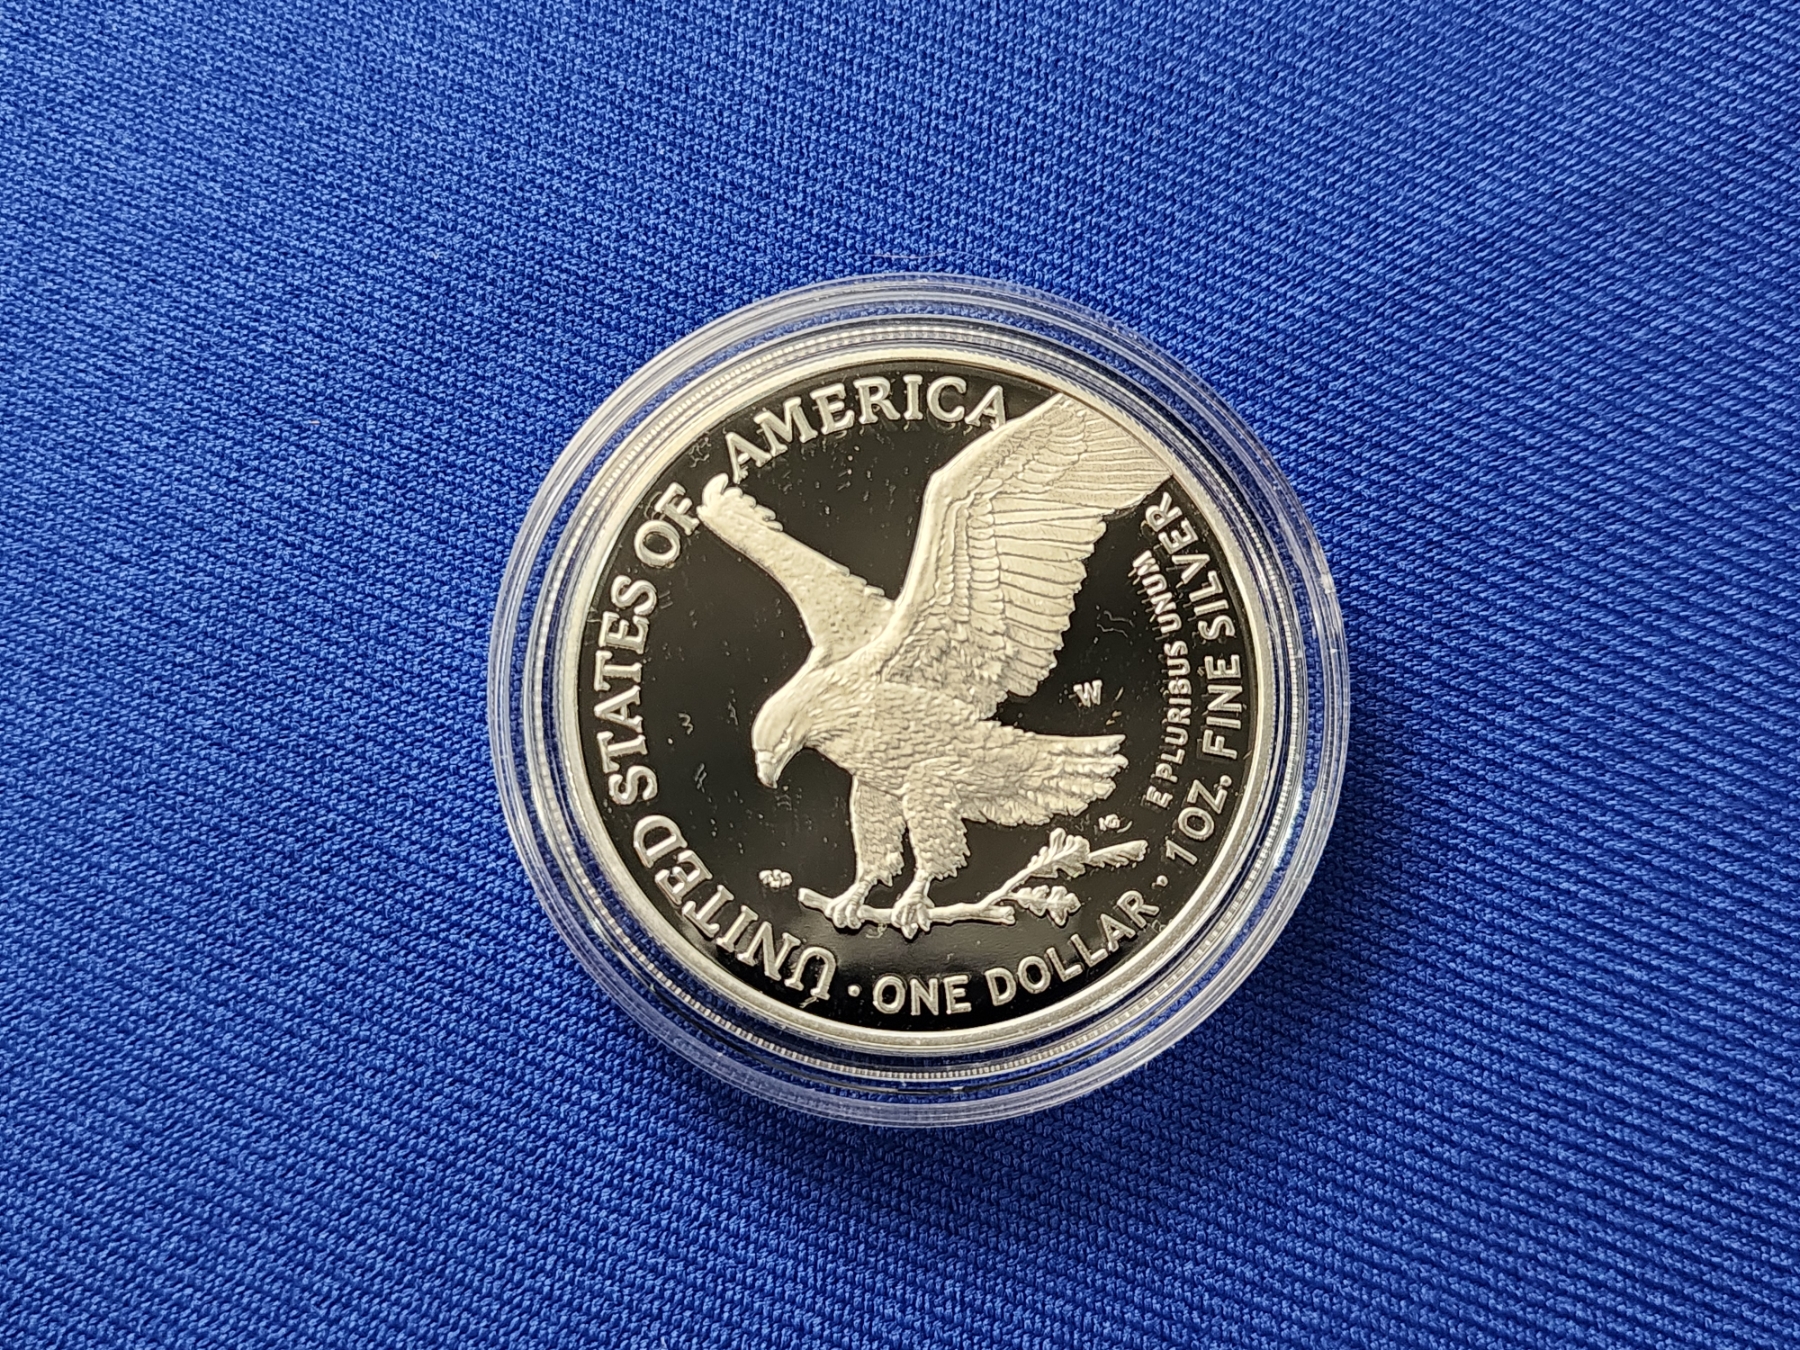 UNITED STATES OF AMERICA
W
E PLURIBUS UNUM
· ONE DOLLAR · 1 OZ. FINE SILVER